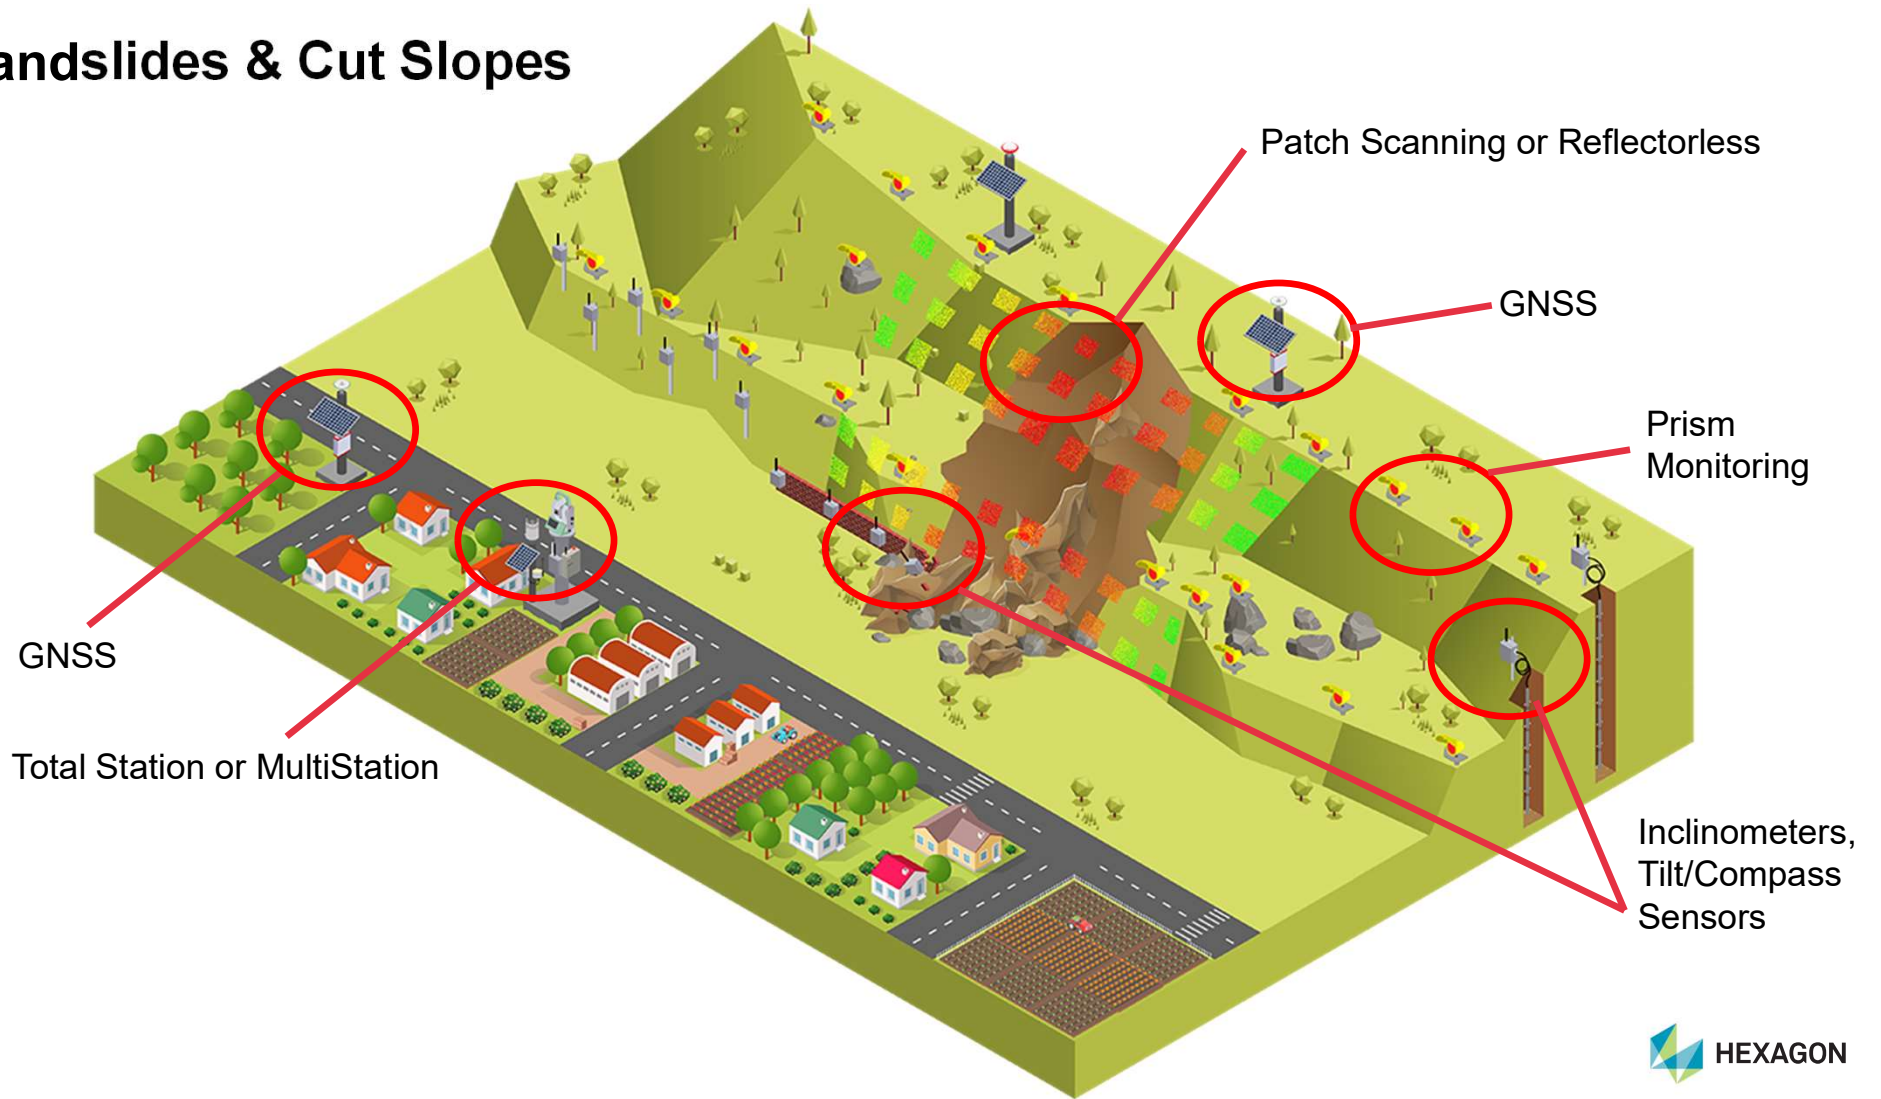 andslides & Cut Slopes
Patch Scanning or Reflectorless
GNSS
Prism
Monitoring
GNSS
Total Station or MultiStation
Inclinometers,
Tilt/Compass
Sensors
HEXAGON